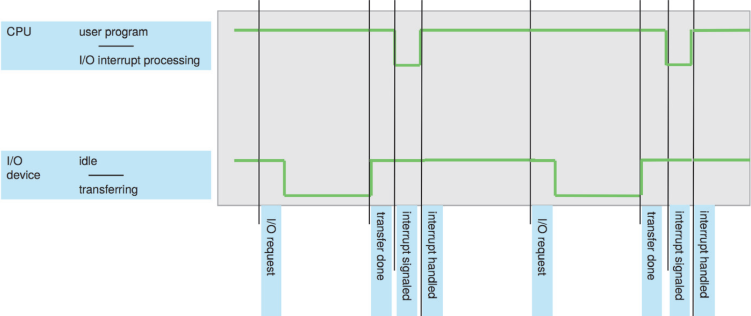 CPU
user program
I/O interrupt processing
I/O
device
idle
transferring
I/O request
transfer done
interrupt signaled
interrupt handled
I/O request
transfer done
interrupt signaled
interrupt handled